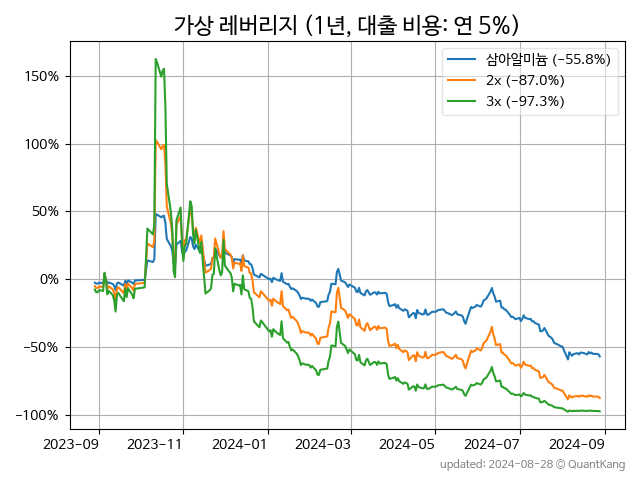 가상 레버리지 (1년, 대출 비용: 연 5%)
삼아알미늄 (-55.8%)
2x (-87.0%)
3x (-97.3%)
150%
100%
50%
0%
-50%
-100%
2023-09 2023-11 2024-01 2024-03 2024-05 2024-07 2024-09
updated: 2024-08-28 © QuantKang